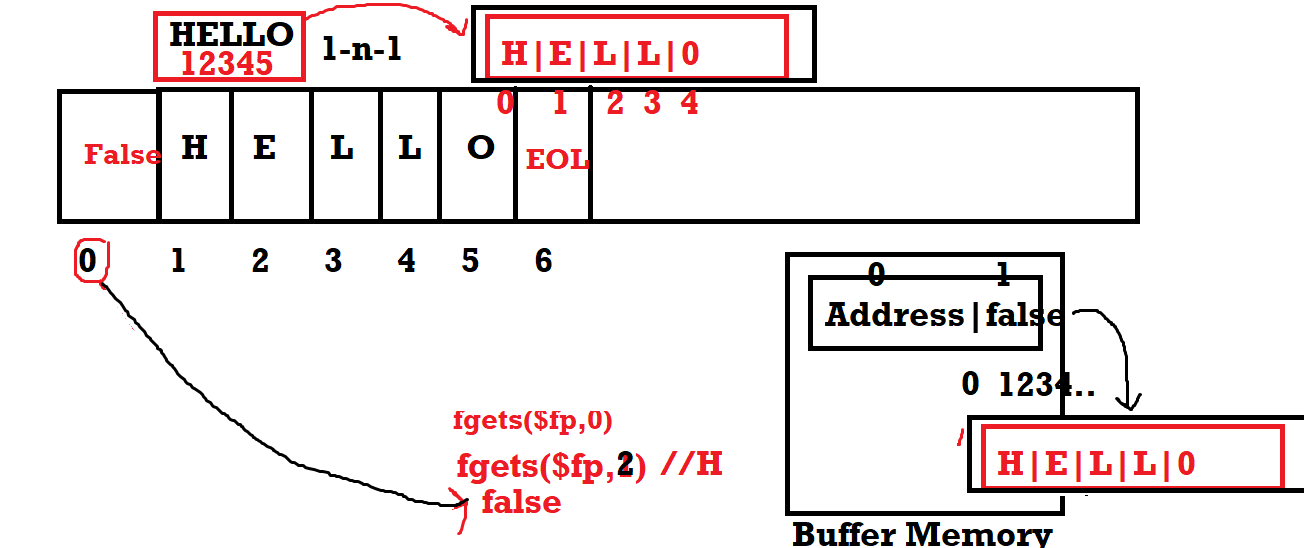 HELLO
12345
1-n-1
H|E|L|L|0
0 1 2 3 4
False H E L L O EOL
0 1 2 3 4 5 6
0 1
Address|false
0 1234..
fgets($fp,0)
fgets($fp,2) //H
false
H|E|L|L|0
Buffer Memory